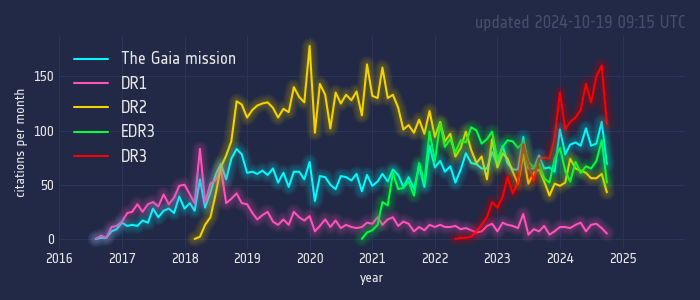 updated 2024-10-19 09:15 UTC
The Gaia mission
DR1
DR2
EDR3
DR3
citations per month
150
100
50
0
2016 2017 2018 2019 2020 2021 2022 2023 2024 2025
year